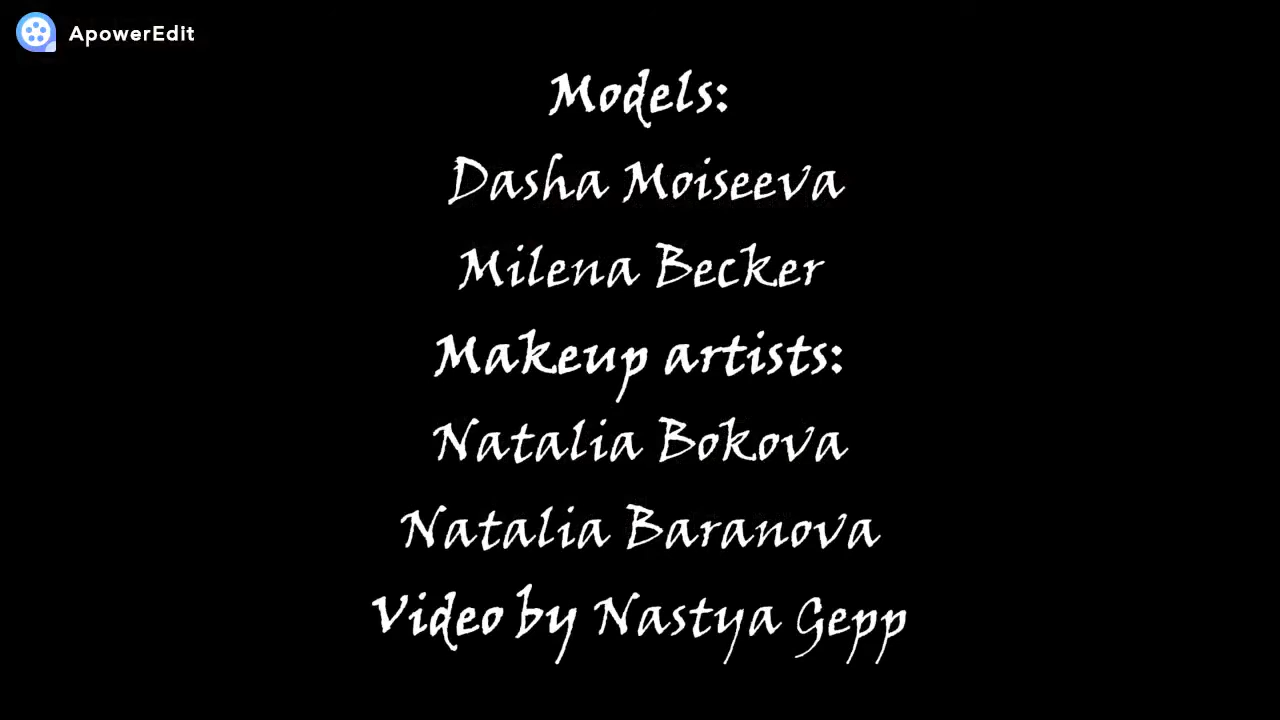 ApowerEdit
Models:
Dasha Moiseeva
Milena Becker
Makeup artists:
Natalia Bokova
Natalia Baranova
Video by Nastya Gepp